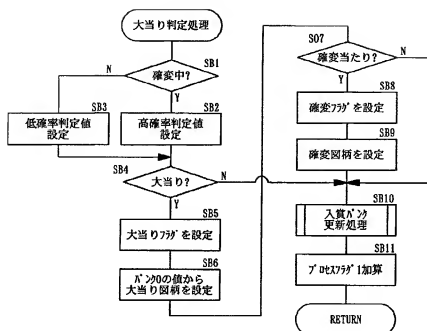 大当り判定処理
SB1
確変中?
N
Y
SB3
低確率判定値
設定
SB2
高確率判定値
設定
SB4
大当り?
N
Y
SB5
大当りフラグを設定
SB6
バンク0の値から
大当り図柄を設定
SO7
確変当たり?
N
Y
SB8
確変フラグを設定
SB9
確変図柄を設定
SB10
入賞バンク
更新処理
SB11
プロセスフラグ1加算
RETURN